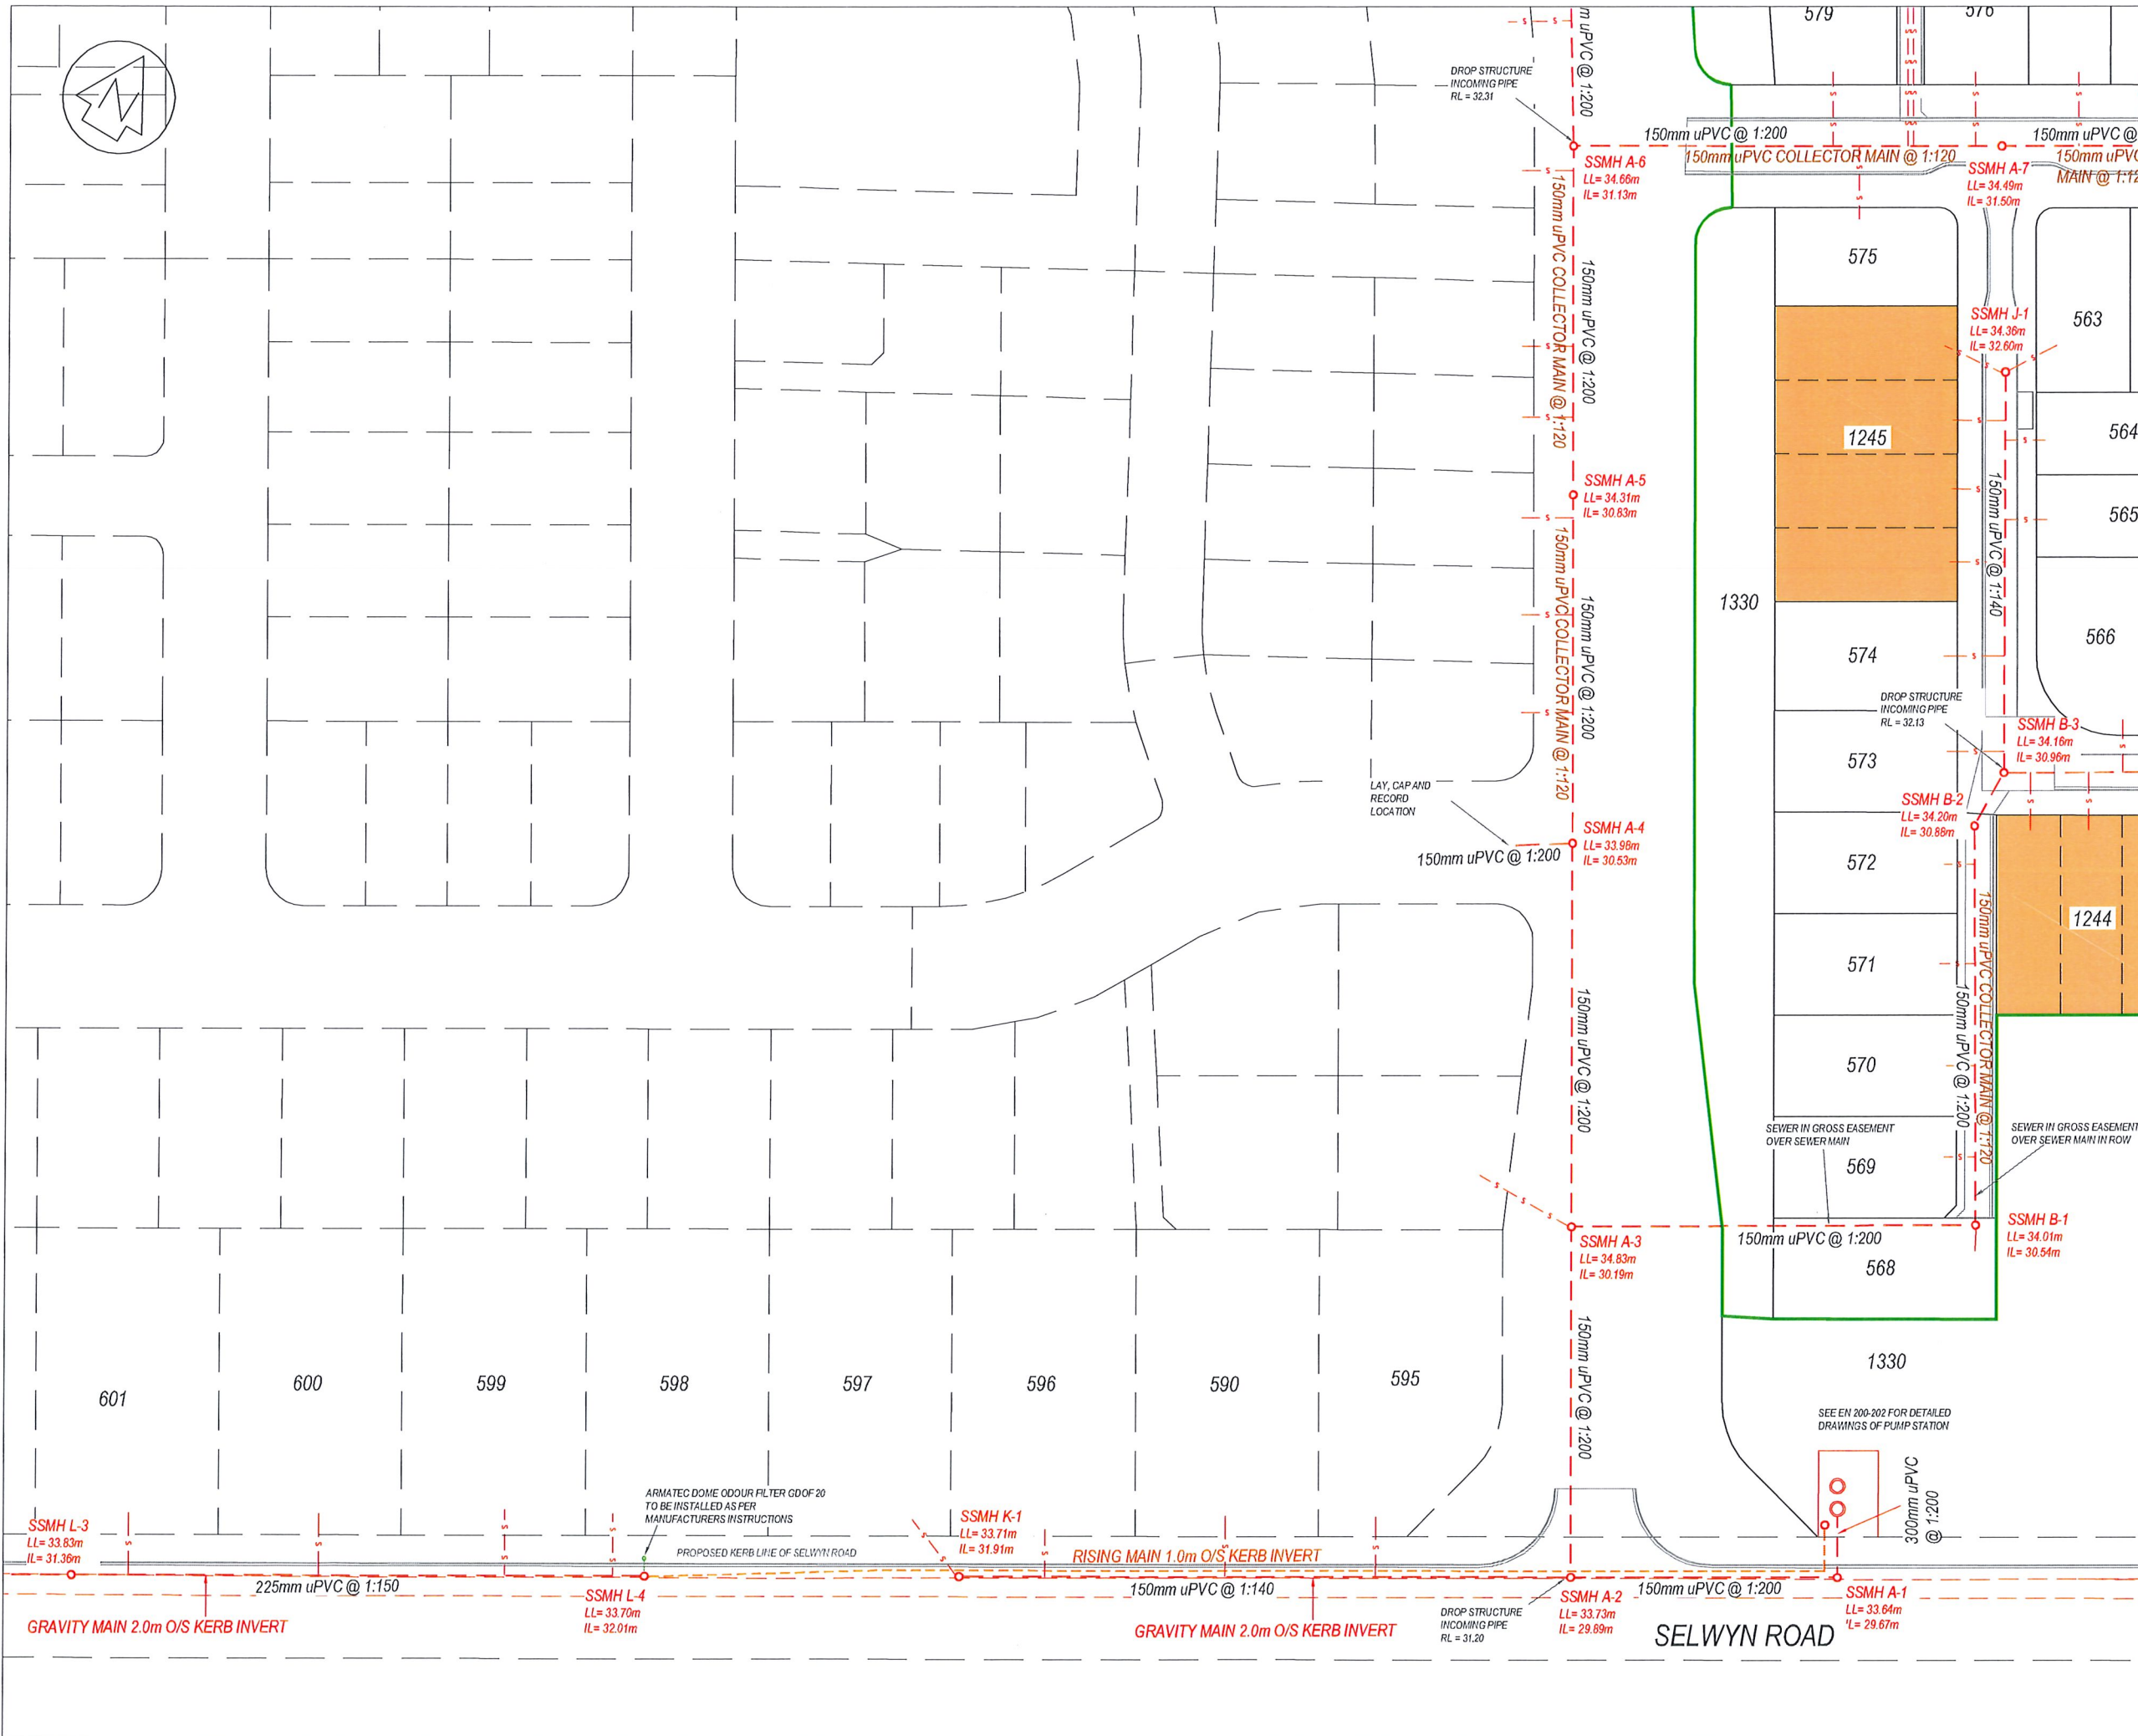 N
m uPVC @ 1:200
579
576
DROP STRUCTURE
INCOMING PIPE
RL = 32.31
150mm uPVC @ 1:200
150mm uPVC @
150mm uPVC COLLECTOR MAIN @ 1:120
150mm uPVC
MAIN @ 1:12
SSMH A-6
LL= 34.66m
IL= 31.13m
SSMH A-7
LL= 34.49m
IL= 31.50m
150mm uPVC COLLECTOR MAIN @ 1:120
150mm uPVC @ 1:200
575
SSMH J-1
LL= 34.36m
IL= 32.60m
563
1245
564
SSMH A-5
LL= 34.31m
IL= 30.83m
150mm uPVC @ 1:140
565
150mm uPVC COLLECTOR MAIN @ 1:120
150mm uPVC @ 1:200
1330
566
574
DROP STRUCTURE
INCOMING PIPE
RL = 32.13
SSMH B-3
LL= 34.16m
IL= 30.96m
573
LAY, CAP AND
RECORD
LOCATION
SSMH B-2
LL= 34.20m
IL= 30.88m
SSMH A-4
LL= 33.98m
IL= 30.53m
150mm uPVC @ 1:200
572
1244
571
150mm uPVC @ 1:200
150mm uPVC @ 1:200
150mm uPVC COLLECTOR MAIN @ 1:120
570
SEWER IN GROSS EASEMENT
OVER SEWER MAIN
SEWER IN GROSS EASEMENT
OVER SEWER MAIN IN ROW
569
SSMH A-3
LL= 34.83m
IL= 30.19m
150mm uPVC @ 1:200
SSMH B-1
LL= 34.01m
IL= 30.54m
568
150mm uPVC @ 1:200
1330
601
600
599
598
597
596
590
595
SEE EN 200-202 FOR DETAILED
DRAWINGS OF PUMP STATION
300mm uPVC
@ 1:200
ARMATEC DOME ODOUR FILTER GDOF 20
TO BE INSTALLED AS PER
MANUFACTURERS INSTRUCTIONS
SSMH L-3
LL= 33.83m
IL= 31.36m
SSMH K-1
LL= 33.71m
IL= 31.91m
PROPOSED KERB LINE OF SELWYN ROAD
RISING MAIN 1.0m O/S KERB INVERT
225mm uPVC @ 1:150
SSMH L-4
LL= 33.70m
IL= 32.01m
150mm uPVC @ 1:140
150mm uPVC @ 1:200
GRAVITY MAIN 2.0m O/S KERB INVERT
GRAVITY MAIN 2.0m O/S KERB INVERT
DROP STRUCTURE
INCOMING PIPE
RL = 31.20
SSMH A-2
LL= 33.73m
IL= 29.89m
SSMH A-1
LL= 33.64m
'L= 29.67m
SELWYN ROAD